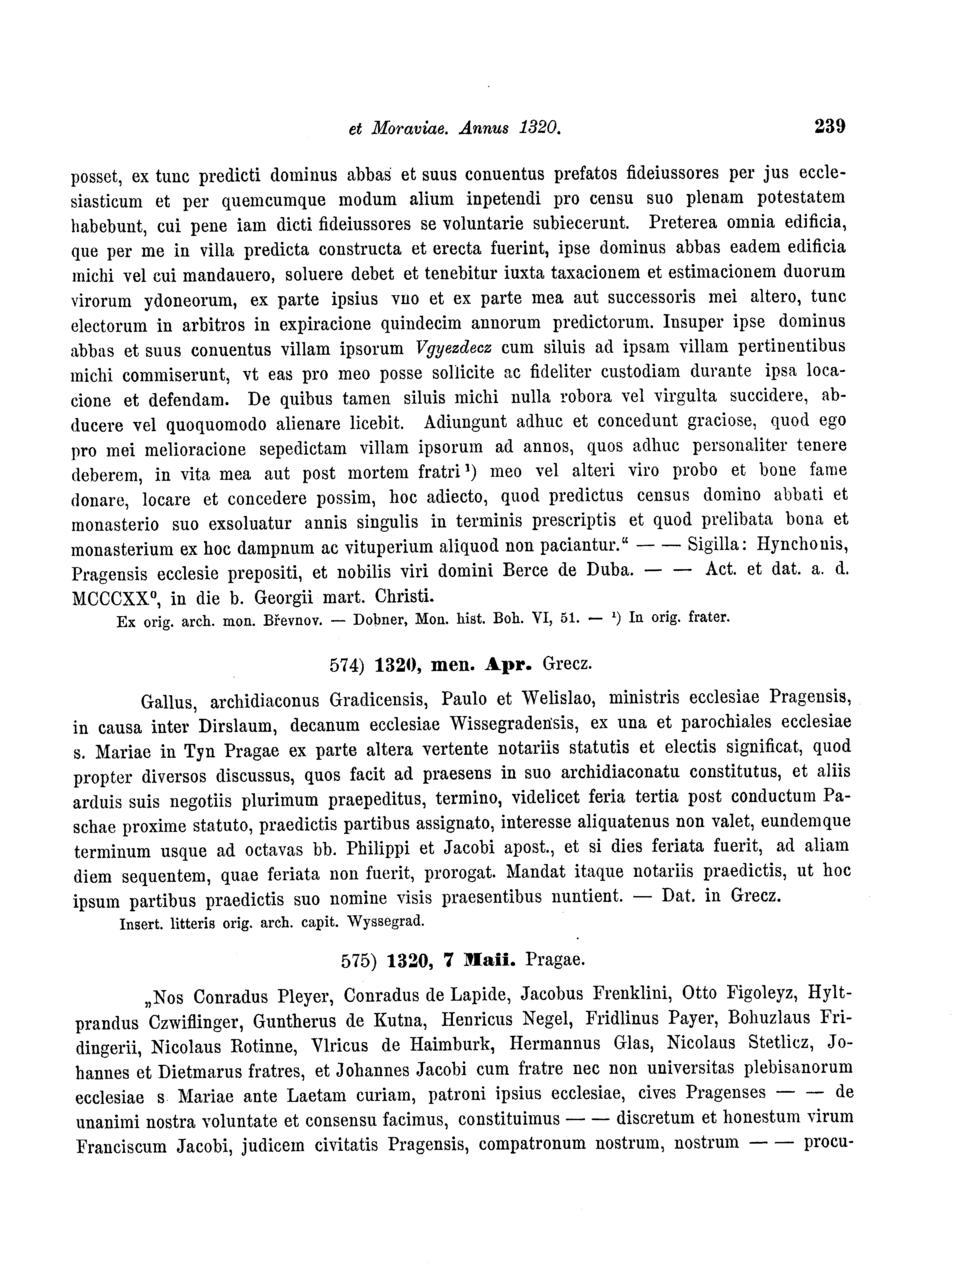 et Moraviae. Annus 1320. 239
posset, ex tunc predicti dominus abbas et suus conuentus prefatos fideiussores per jus eccle-
siasticum et per quemcumque modum alium inpetendi pro censu suo plenam potestatem
habebunt, cui pene iam dicti fideiussores se voluntarie subiecerunt. Preterea omnia edificia,
que per me in villa predicta constructa et erecta fuerint, ipse dominus abbas eadem edificia
michi vel cui mandauero, soluere debet et tenebitur iuxta taxacionem et estimacionem duorum
virorum ydoneorum, ex parte ipsius vno et ex parte mea aut successoris mei altero, tunc
electorum in arbitros in expiracione quindecim annorum predictorum. Insuper ipse dominus
abbas et suus conuentus villam ipsorum Vgyezdecz cum siluis ad ipsam villam pertinentibus
michi commiserunt, vt eas pro meo posse sollicite ac fideliter custodiam durante ipsa loca-
cione et defendam. De quibus tamen siluis michi nulla robora vel virgulta succidere, ab-
ducere vel quoquomodo alienare licebit. Adiungunt adhuc et concedunt graciose, quod ego
pro mei melioracione sepedictam villam ipsorum ad annos, quos adhuc personaliter tenere
deberem, in vita mea aut post mortem fratri¹) meo vel alteri viro probo et bone fame
donare, locare et concedere possim, hoc adiecto, quod predictus census domino abbati et
monasterio suo exsoluatur annis singulis in terminis prescriptis et quod prelibata bona et
monasterium ex hoc dampnum ac vituperium aliquod non paciantur.“ — — Sigilla: Hynchonis,
Pragensis ecclesie prepositi, et nobilis viri domini Berce de Duba. — — Act. et dat. a. d.
MCCCXX⁰, in die b. Georgii mart. Christi.
Ex orig. arch. mon. Břevnov. — Dobner, Mon. hist. Boh. VI, 51. — ¹) In orig. frater.
574) 1320, men. Apr. Grecz.
Gallus, archidiaconus Gradicensis, Paulo et Welislao, ministris ecclesiae Pragensis,
in causa inter Dirslaum, decanum ecclesiae Wissegradensis, ex una et parochiales ecclesiae
s. Mariae in Tyn Pragae ex parte altera vertente notariis statutis et electis significat, quod
propter diversos discussus, quos facit ad praesens in suo archidiaconatu constitutus, et aliis
arduis suis negotiis plurimum praepeditus, termino, videlicet feria tertia post conductum Pa-
schae proxime statuto, praedictis partibus assignato, interesse aliquatenus non valet, eundemque
terminum usque ad octavas bb. Philippi et Jacobi apost., et si dies feriata fuerit, ad aliam
diem sequentem, quae feriata non fuerit, prorogat. Mandat itaque notariis praedictis, ut hoc
ipsum partibus praedictis suo nomine visis praesentibus nuntient. — Dat. in Grecz.
Insert. litteris orig. arch. capit. Wyssegrad.
575) 1320, 7 Maii. Pragae.
„Nos Conradus Pleyer, Conradus de Lapide, Jacobus Frenklini, Otto Figoleyz, Hylt-
prandus Czwiflinger, Guntherus de Kutna, Henricus Negel, Fridlinus Payer, Bohuzlaus Fri-
dingerii, Nicolaus Rotinne, Vlricus de Haimburk, Hermannus Glas, Nicolaus Stetlicz, Jo-
hannes et Dietmarus fratres, et Johannes Jacobi cum fratre nec non universitas plebisanorum
ecclesiae s Mariae ante Laetam curiam, patroni ipsius ecclesiae, cives Pragenses — — de
unanimi nostra voluntate et consensu facimus, constituimus — — discretum et honestum virum
Franciscum Jacobi, judicem civitatis Pragensis, compatronum nostrum, nostrum — — procu-